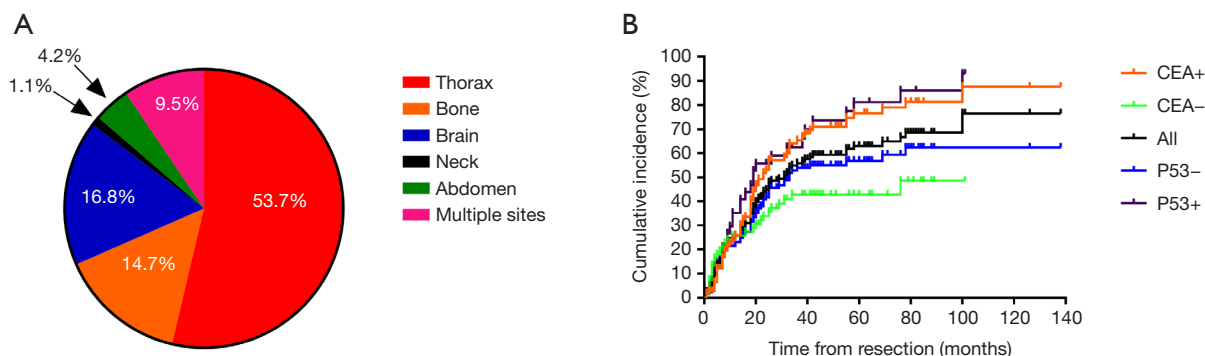 A
4.2%
1.1%
9.5%
53.7%
16.8%
14.7%
Thorax
Bone
Brain
Neck
Abdomen
Multiple sites
B
Cumulative incidence (%)
100
90
80
70
60
50
40
30
20
10
0
0 20 40 60 80 100 120 140
Time from resection (months)
CEA+
CEA−
All
P53−
P53+